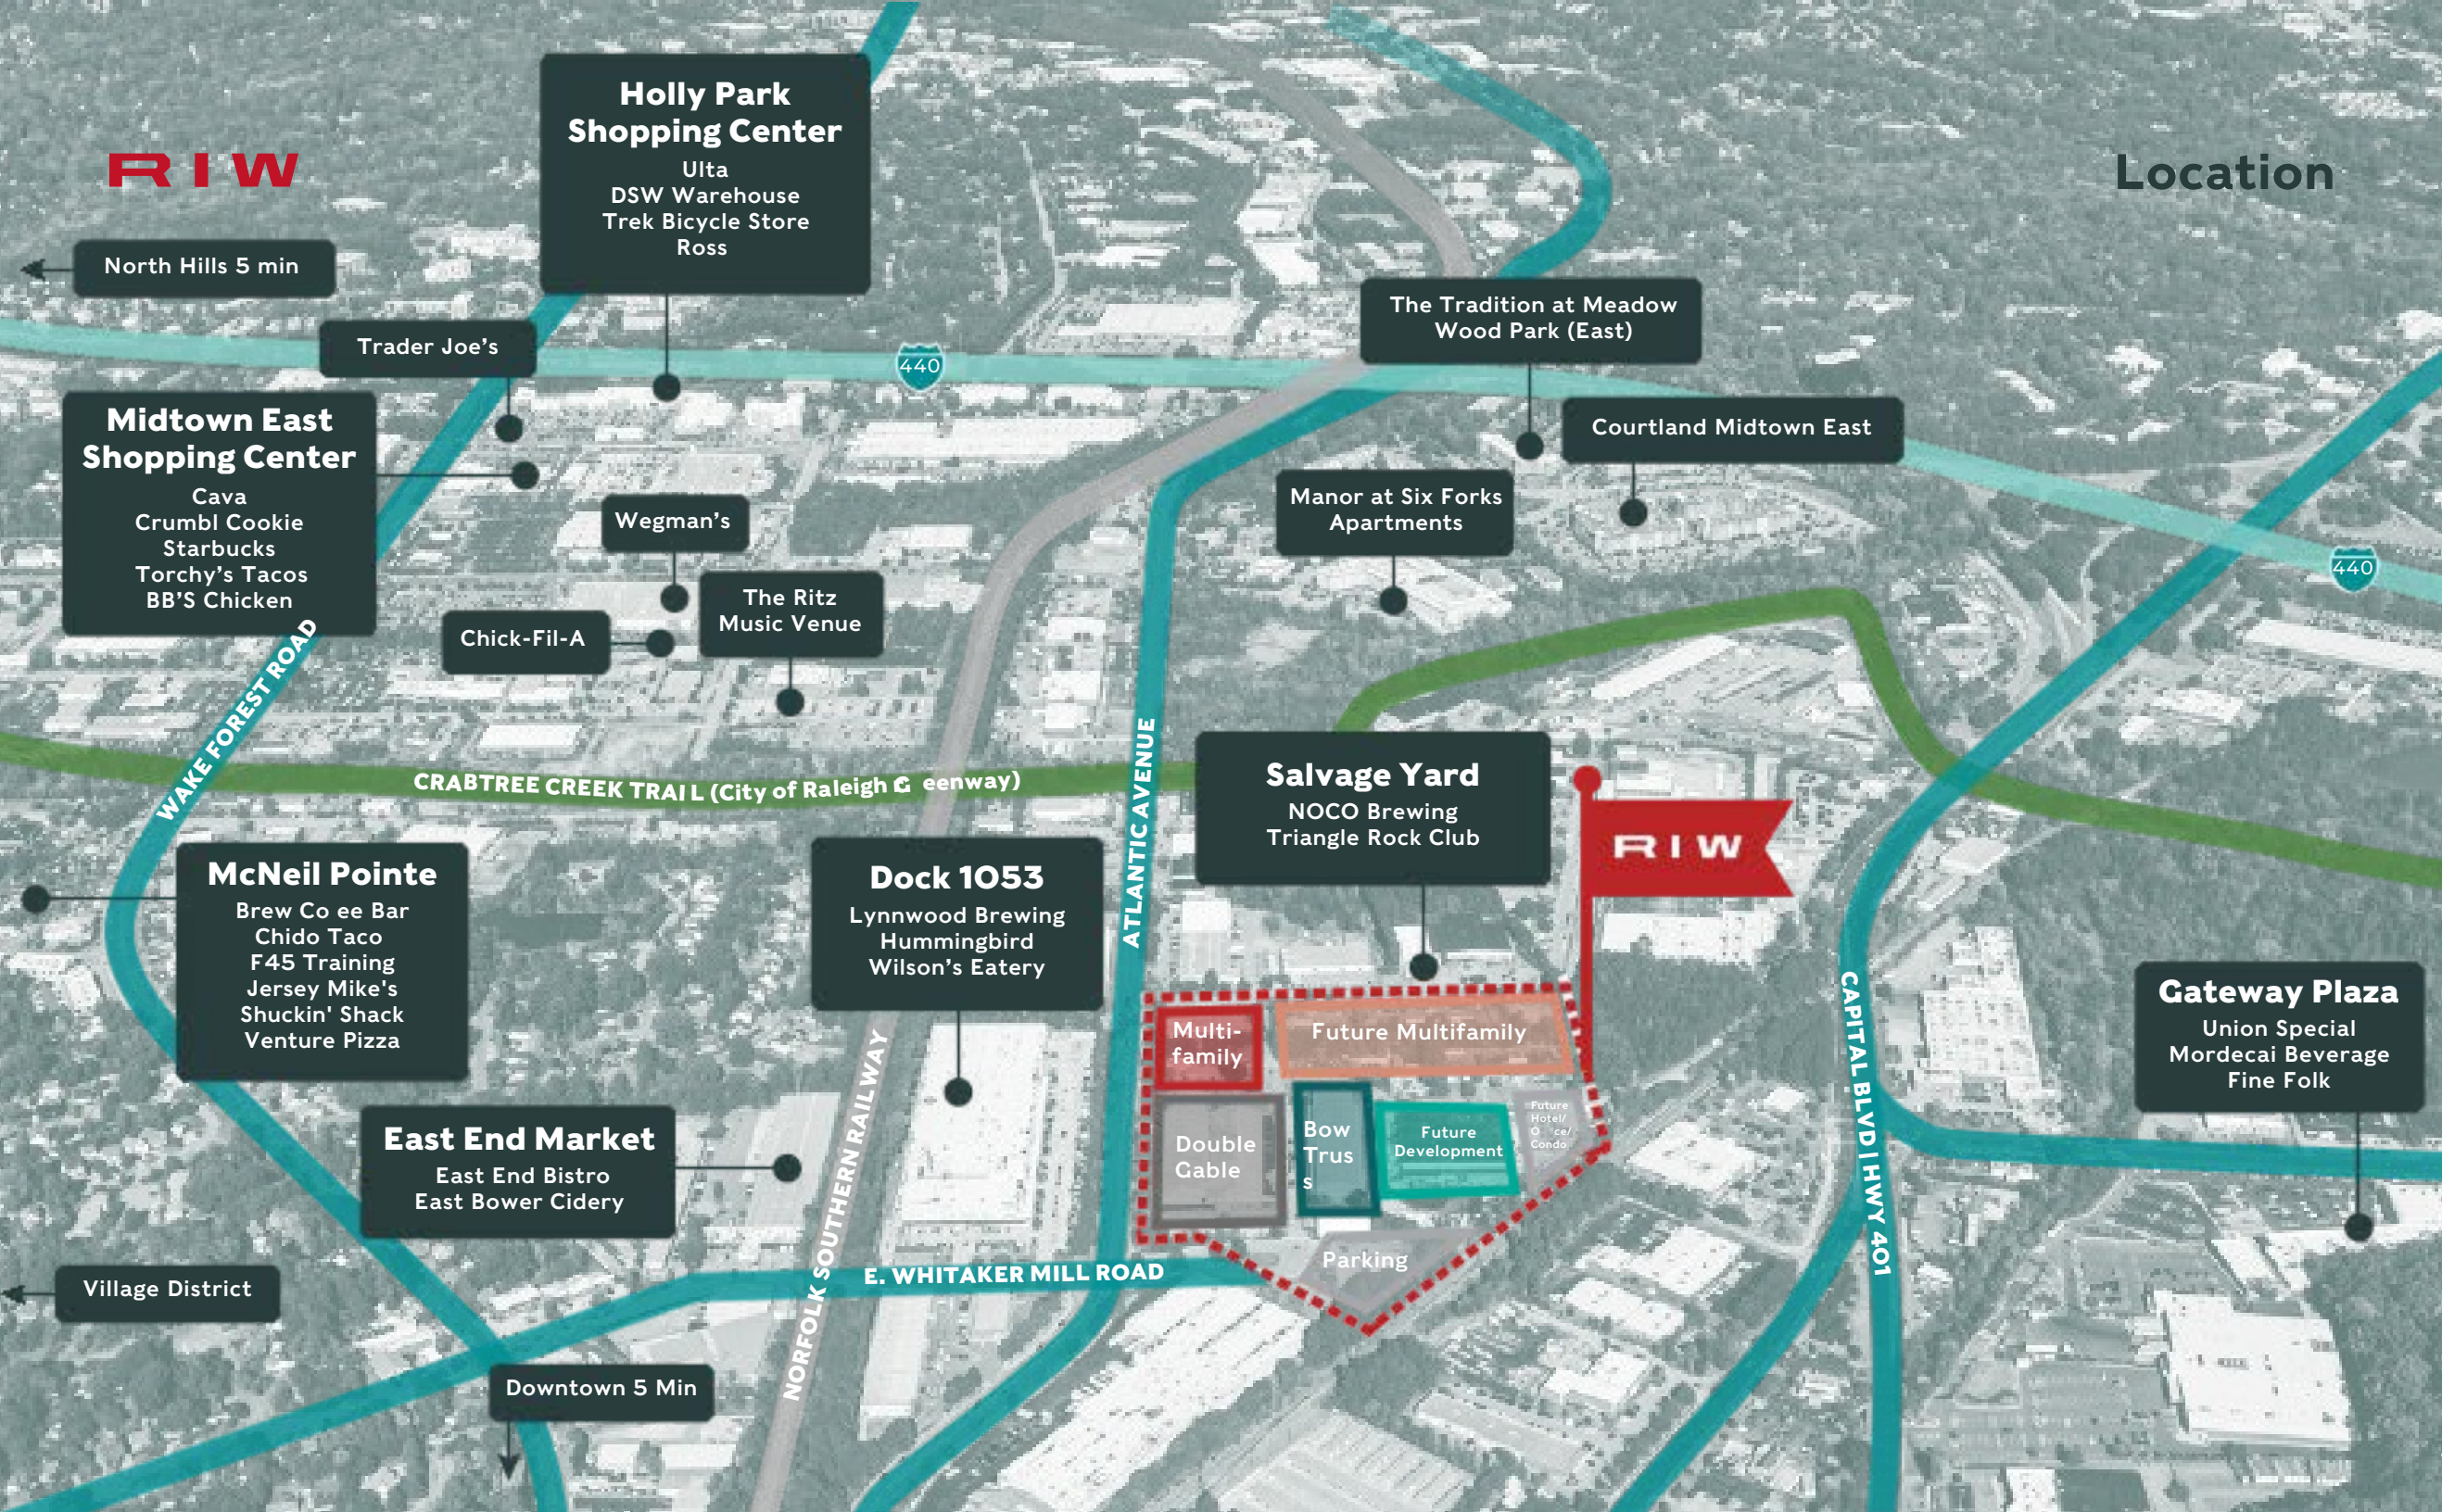 RIW
Location
Holly Park
Shopping Center
Ulta
DSW Warehouse
Trek Bicycle Store
Ross
North Hills 5 min
Trader Joe's
440
The Tradition at Meadow
Wood Park (East)
Courtland Midtown East
Midtown East
Shopping Center
Cava
Crumbl Cookie
Starbucks
Torchy's Tacos
BB'S Chicken
Wegman's
Manor at Six Forks
Apartments
440
Chick-Fil-A
The Ritz
Music Venue
WAKE FOREST ROAD
CRABTREE CREEK TRAIL (City of Raleigh G eenway)
ATLANTIC AVENUE
Salvage Yard
NOCO Brewing
Triangle Rock Club
RIW
McNeil Pointe
Brew Co ee Bar
Chido Taco
F45 Training
Jersey Mike's
Shuckin' Shack
Venture Pizza
Dock 1053
Lynnwood Brewing
Hummingbird
Wilson's Eatery
CAPITAL BLVD | HWY 401
Gateway Plaza
Union Special
Mordecai Beverage
Fine Folk
Multi-
family
Future Multifamily
East End Market
East End Bistro
East Bower Cidery
NORFOLK SOUTHERN RAILWAY
Double
Gable
Bow
Trus
s
Future
Development
Future
Hotel/
O ce/
Condo
Parking
E. WHITAKER MILL ROAD
Village District
Downtown 5 Min